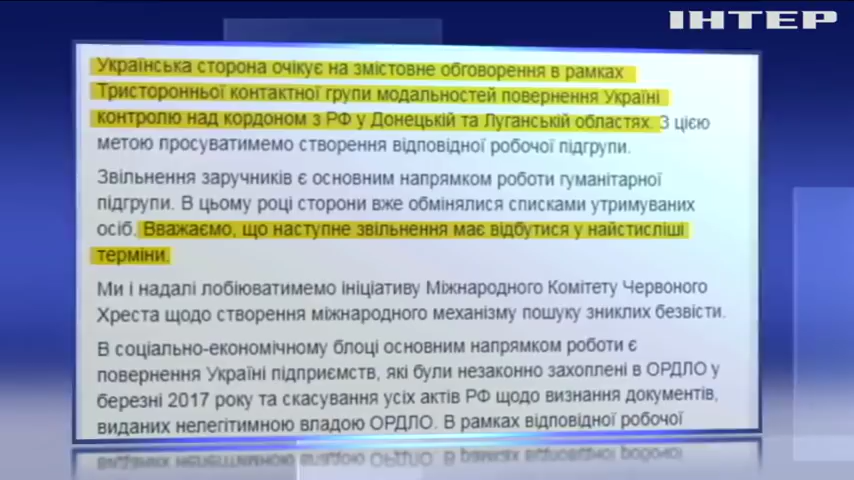 ІНТЕР
Українська сторона очікує на змістовне обговорення в рамках
Тристоронньої контактної групи модальностей повернення Україні
контролю над кордоном з РФ у Донецькій та Луганській областях. З цією
метою просуватимемо створення відповідної робочої підгрупи.
Звільнення заручників є основним напрямком роботи гуманітарної
підгрупи. В цьому році сторони вже обмінялися списками утримуваних
осіб. Вважаємо, що наступне звільнення має відбутися у найстисліші
терміни.
Ми і надалі лобіюватимемо ініціативу Міжнародного Комітету Червоного
Хреста щодо створення міжнародного механізму пошуку зниклих безвісти.
В соціально-економічному блоці основним напрямком роботи є
повернення Україні підприємств, які були незаконно захоплені в ОРДЛО у
березні 2017 року та скасування усіх актів РФ щодо визнання документів,
виданих нелегітимною владою ОРДЛО. В рамках відповідної робочої